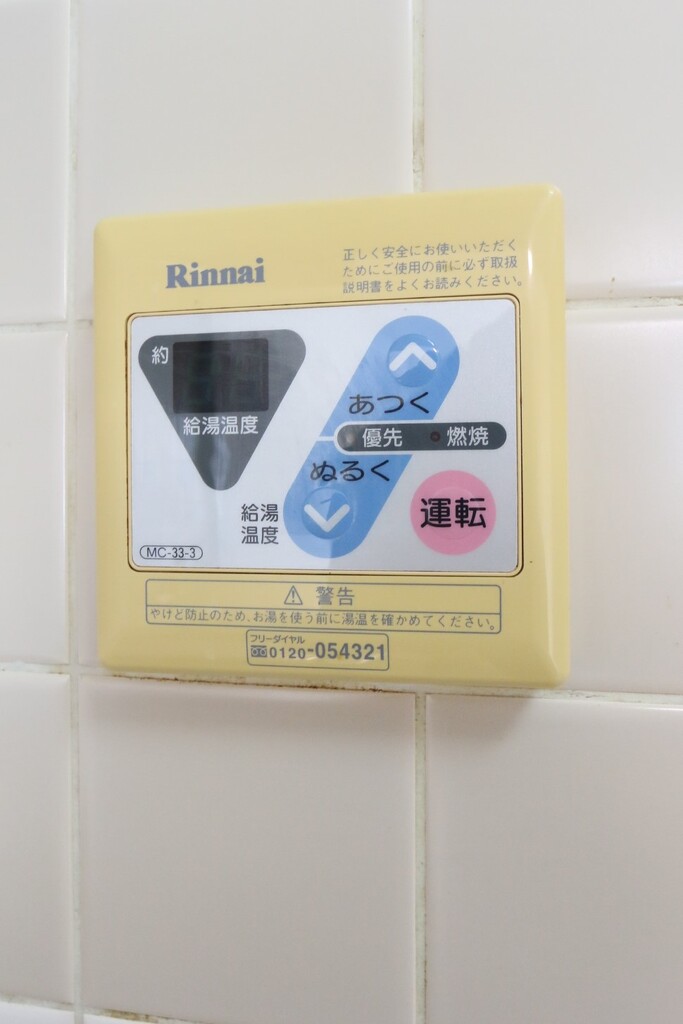 Rinnai
正しく安全にお使いいただく
ためにご使用の前に必ず取扱
説明書をよくお読みください。
約
給湯温度
あつく
優先 燃焼
ぬるく
給湯
温度
運転
MC-33-3
⚠ 警告
やけど防止のため、お湯を使う前に湯温を確かめてください。
フリーダイヤル
0120-054321